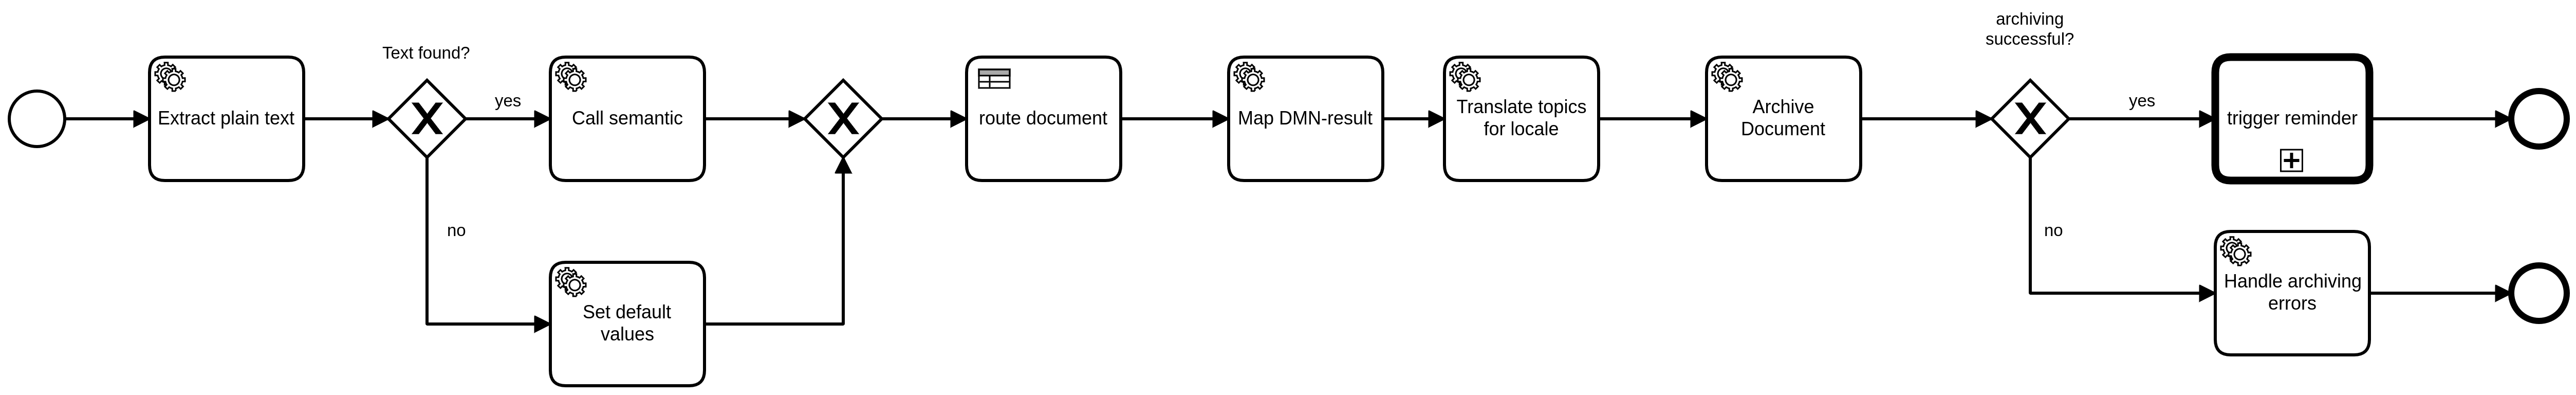 Extract plain text
Text found?
yes
no
Call semantic
Set default
values
route document
Map DMN-result
Translate topics
for locale
Archive
Document
archiving
successful?
yes
no
trigger reminder
Handle archiving
errors